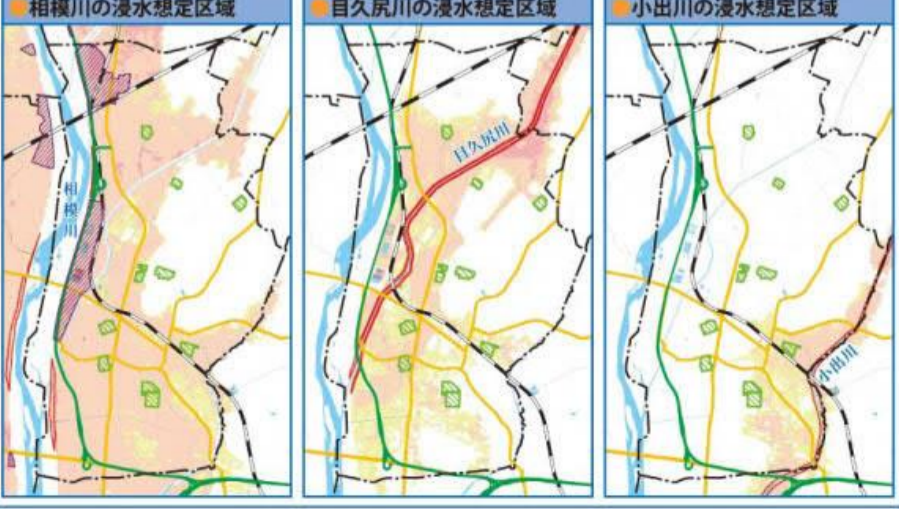 相模川の浸水想定区域
目久尻川の浸水想定区域
小出川の浸水想定区域
相模川
目久尻川
小出川